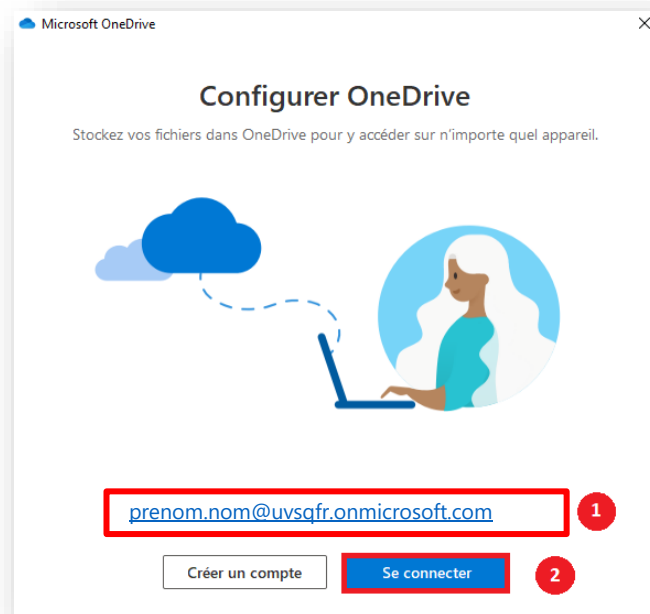 Microsoft OneDrive
Configurer OneDrive
Stockez vos fichiers dans OneDrive pour y accéder sur n'importe quel appareil.
prenom.nom@uvsqfr.onmicrosoft.com
1
Créer un compte
Se connecter
2